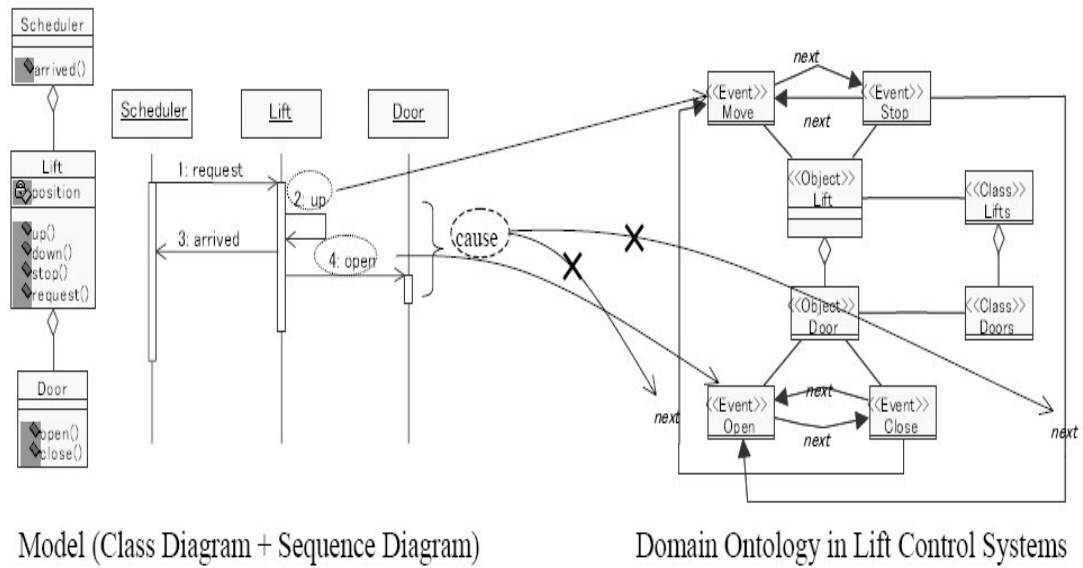 Scheduler
arrived()
Lift
position
up()
down()
stop()
request()
Door
open()
close()
Scheduler
Lift
Door
1: request
2: up
3: arrived
4: open
cause
next
next
<<Event>>
Move
next
next
<<Event>>
Stop
<<Object>>
Lift
<<Class>>
Lifts
<<Object>>
Door
<<Class>>
Doors
<<Event>>
Open
next
next
<<Event>>
Close
Model (Class Diagram + Sequence Diagram)
Domain Ontology in Lift Control Systems